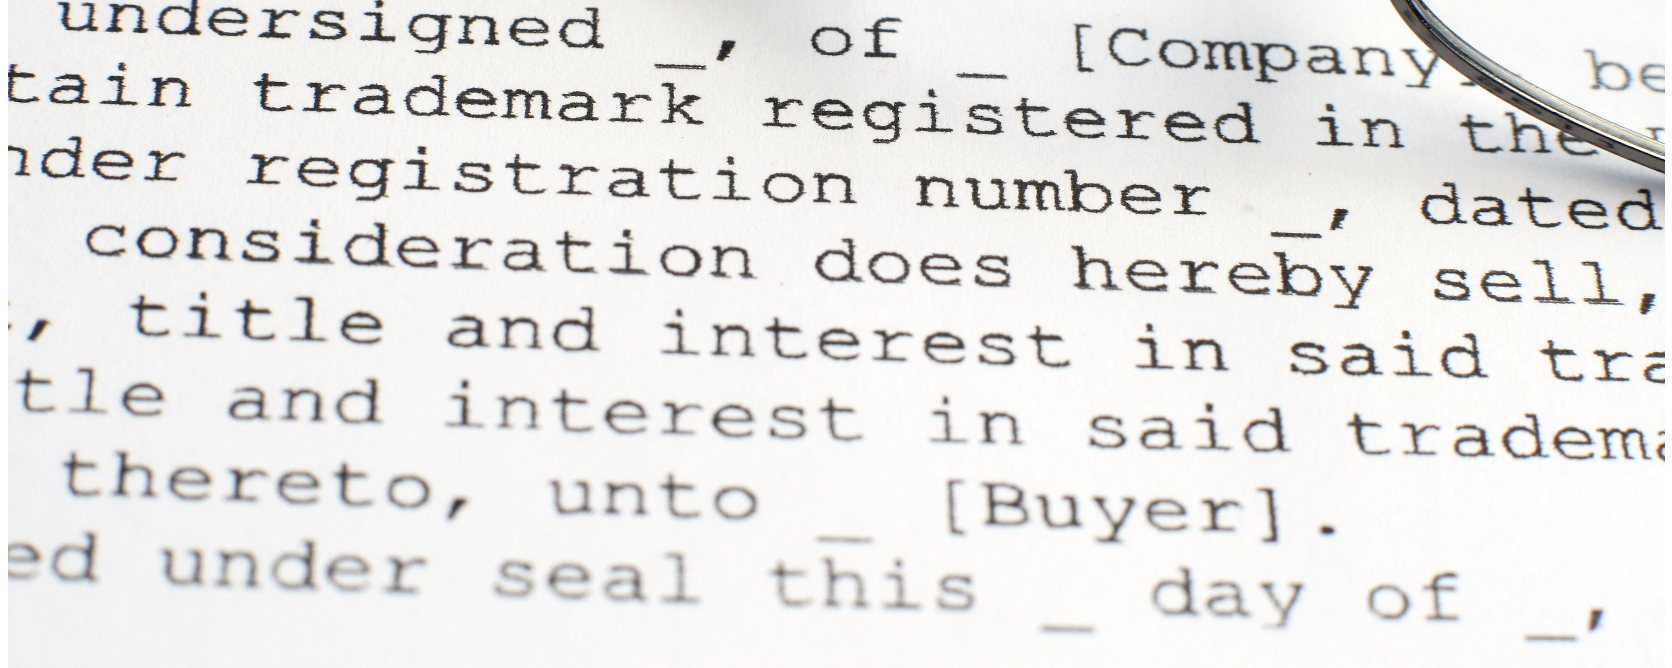 undersigned _, of _ [Company] be
tain trademark registered in the
nder registration number _, dated
consideration does hereby sell,
, title and interest in said tra
tle and interest in said tradema
thereto, unto _ [Buyer].
ed under seal this _ day of _,